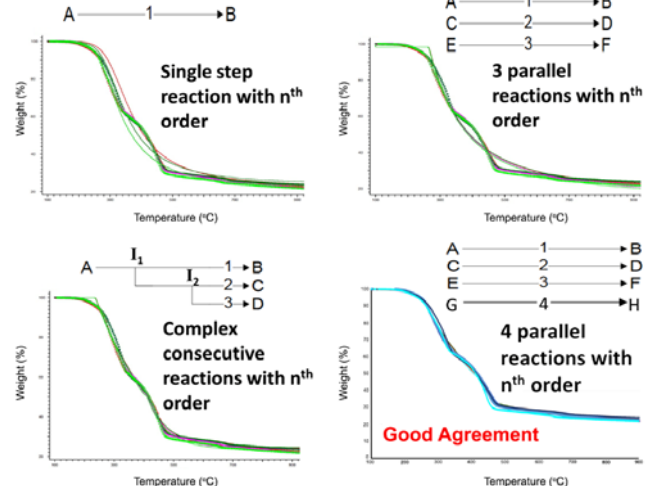 A 1 B
Single step
reaction with nth
order
Weight (%)
Temperature (°C)
A 1 B
C 2 D
E 3 F
3 parallel
reactions with nth
order
Weight (%)
Temperature (°C)
I1
I2
A 1 B
2 C
3 D
Complex
consecutive
reactions with nth
order
Weight (%)
Temperature (°C)
A 1 B
C 2 D
E 3 F
G 4 H
4 parallel
reactions with
nth order
Good Agreement
Weight (%)
Temperature (°C)